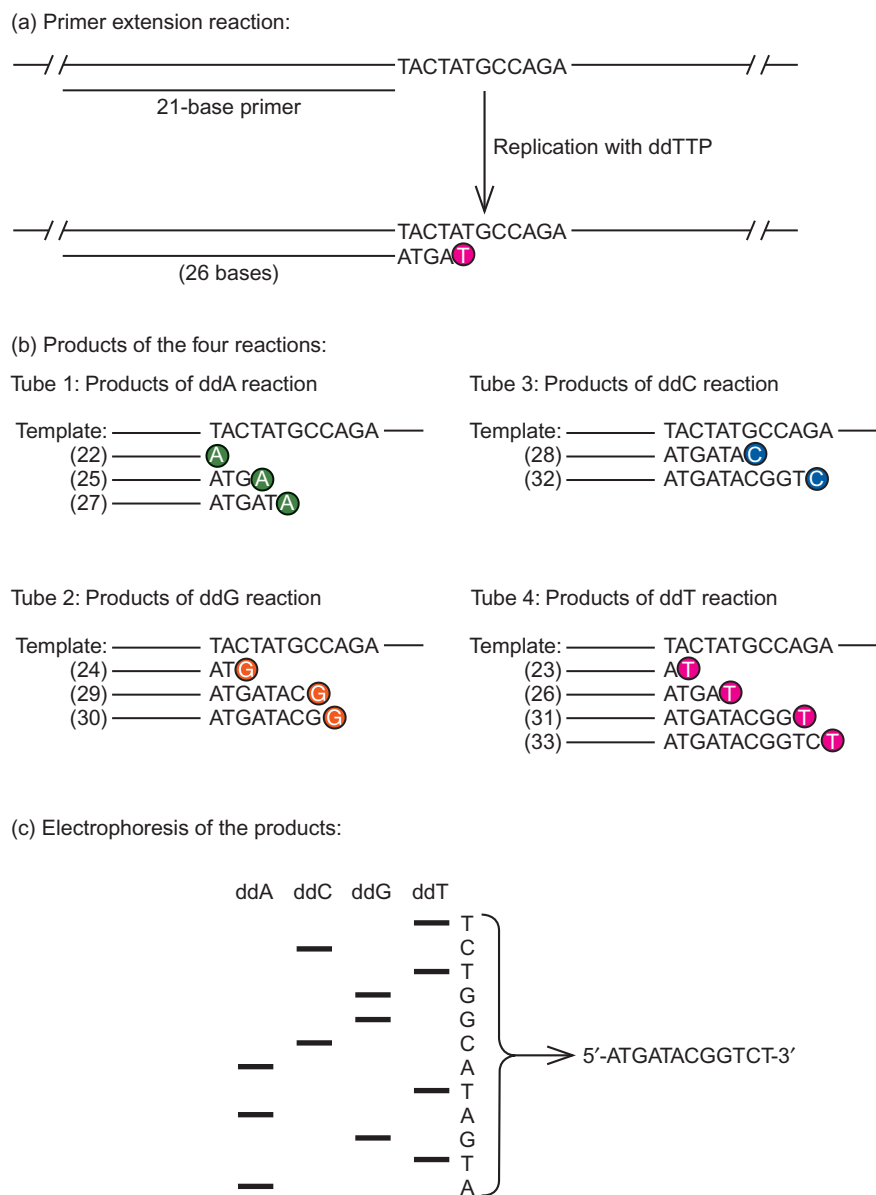 (a) Primer extension reaction:
TACTATGCCAGA
21-base primer
Replication with ddTTP
TACTATGCCAGA
ATGAT
(26 bases)
(b) Products of the four reactions:
Tube 1: Products of ddA reaction
Template: TACTATGCCAGA
(22) A
(25) ATGA
(27) ATGATA
Tube 3: Products of ddC reaction
Template: TACTATGCCAGA
(28) ATGATAC
(32) ATGATACGGTC
Tube 2: Products of ddG reaction
Template: TACTATGCCAGA
(24) ATG
(29) ATGATACG
(30) ATGATACGG
Tube 4: Products of ddT reaction
Template: TACTATGCCAGA
(23) AT
(26) ATGAT
(31) ATGATACGGT
(33) ATGATACGGTCT
(c) Electrophoresis of the products:
ddA ddC ddG ddT
T
C
T
G
G
C
A
T
A
G
T
A
5′-ATGATACGGTCT-3′